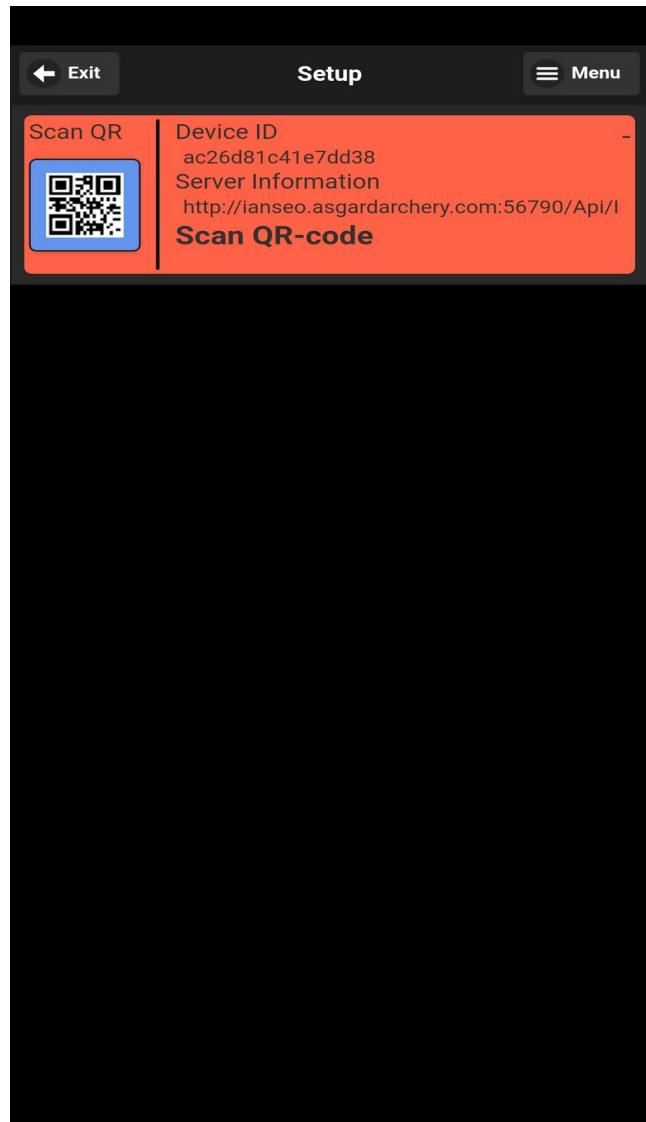 Exit
Setup
Menu
Scan QR
Device ID
-
ac26d81c41e7dd38
Server Information
http://ianseo.asgardarchery.com:56790/Api/I
Scan QR-code